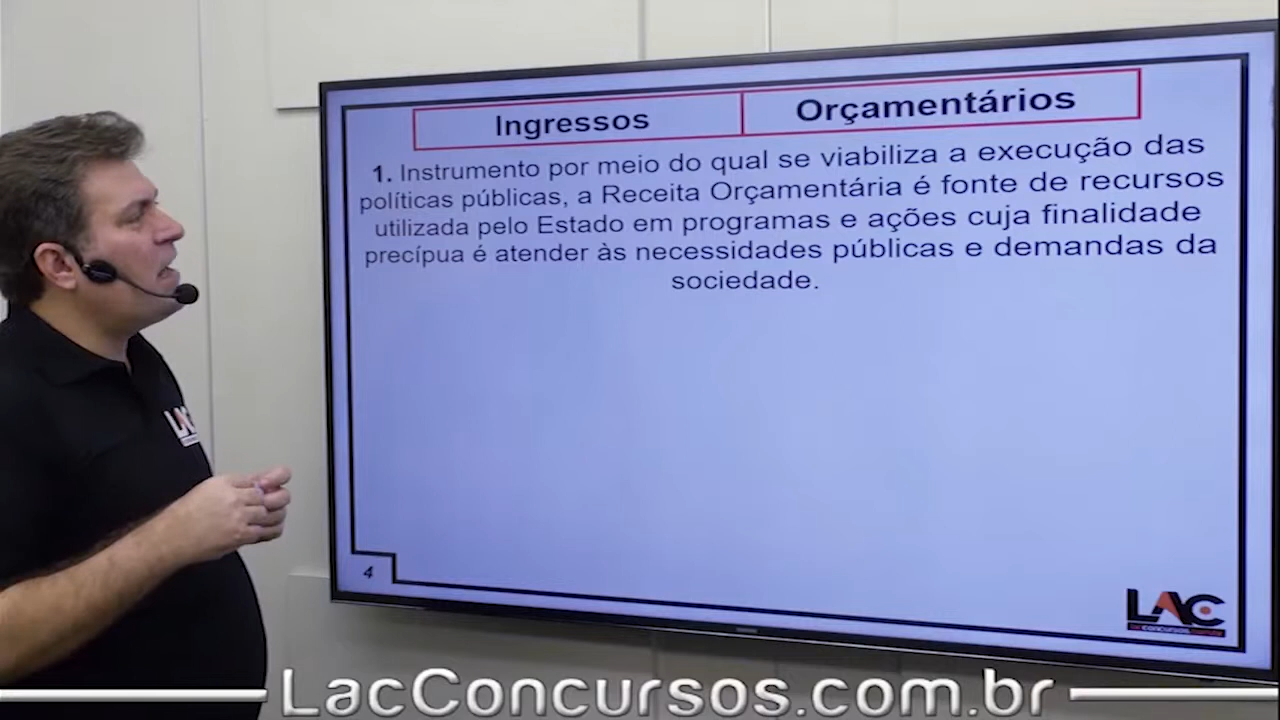 Ingressos
Orçamentários
1. Instrumento por meio do qual se viabiliza a execução das
políticas públicas, a Receita Orçamentária é fonte de recursos
utilizada pelo Estado em programas e ações cuja finalidade
precípua é atender às necessidades públicas e demandas da
sociedade.
4
LAC
LAC
LacConcursos.com.br